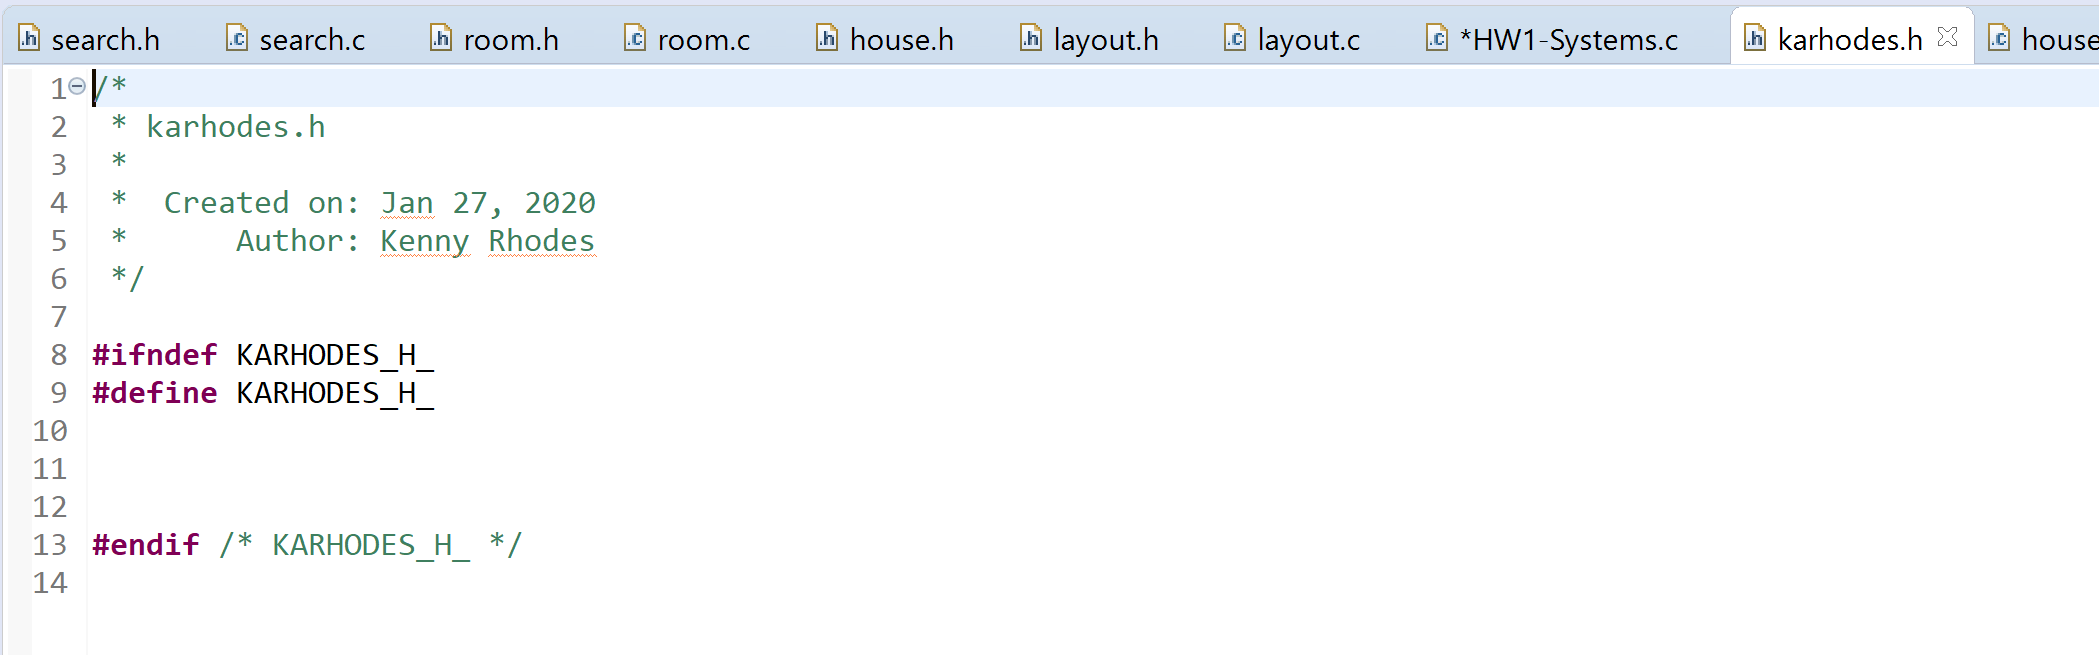 search.h search.c room.h room.c house.h layout.h layout.c *HW1-Systems.c karhodes.h house
1 /*
2 * karhodes.h
3 *
4 * Created on: Jan 27, 2020
5 * Author: Kenny Rhodes
6 */
7
8 #ifndef KARHODES_H_
9 #define KARHODES_H_
10
11
12
13 #endif /* KARHODES_H_ */
14